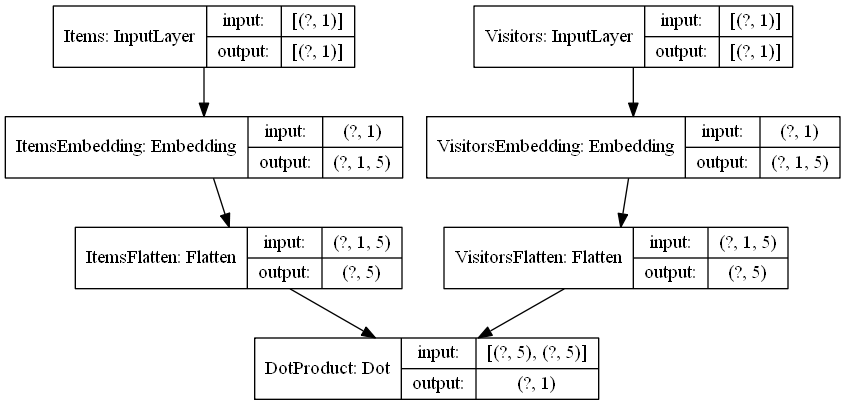 Items: InputLayer input: [(?, 1)] output: [(?, 1)]
Visitors: InputLayer input: [(?, 1)] output: [(?, 1)]
ItemsEmbedding: Embedding input: (?, 1) output: (?, 1, 5)
VisitorsEmbedding: Embedding input: (?, 1) output: (?, 1, 5)
ItemsFlatten: Flatten input: (?, 1, 5) output: (?, 5)
VisitorsFlatten: Flatten input: (?, 1, 5) output: (?, 5)
DotProduct: Dot input: [(?, 5), (?, 5)] output: (?, 1)